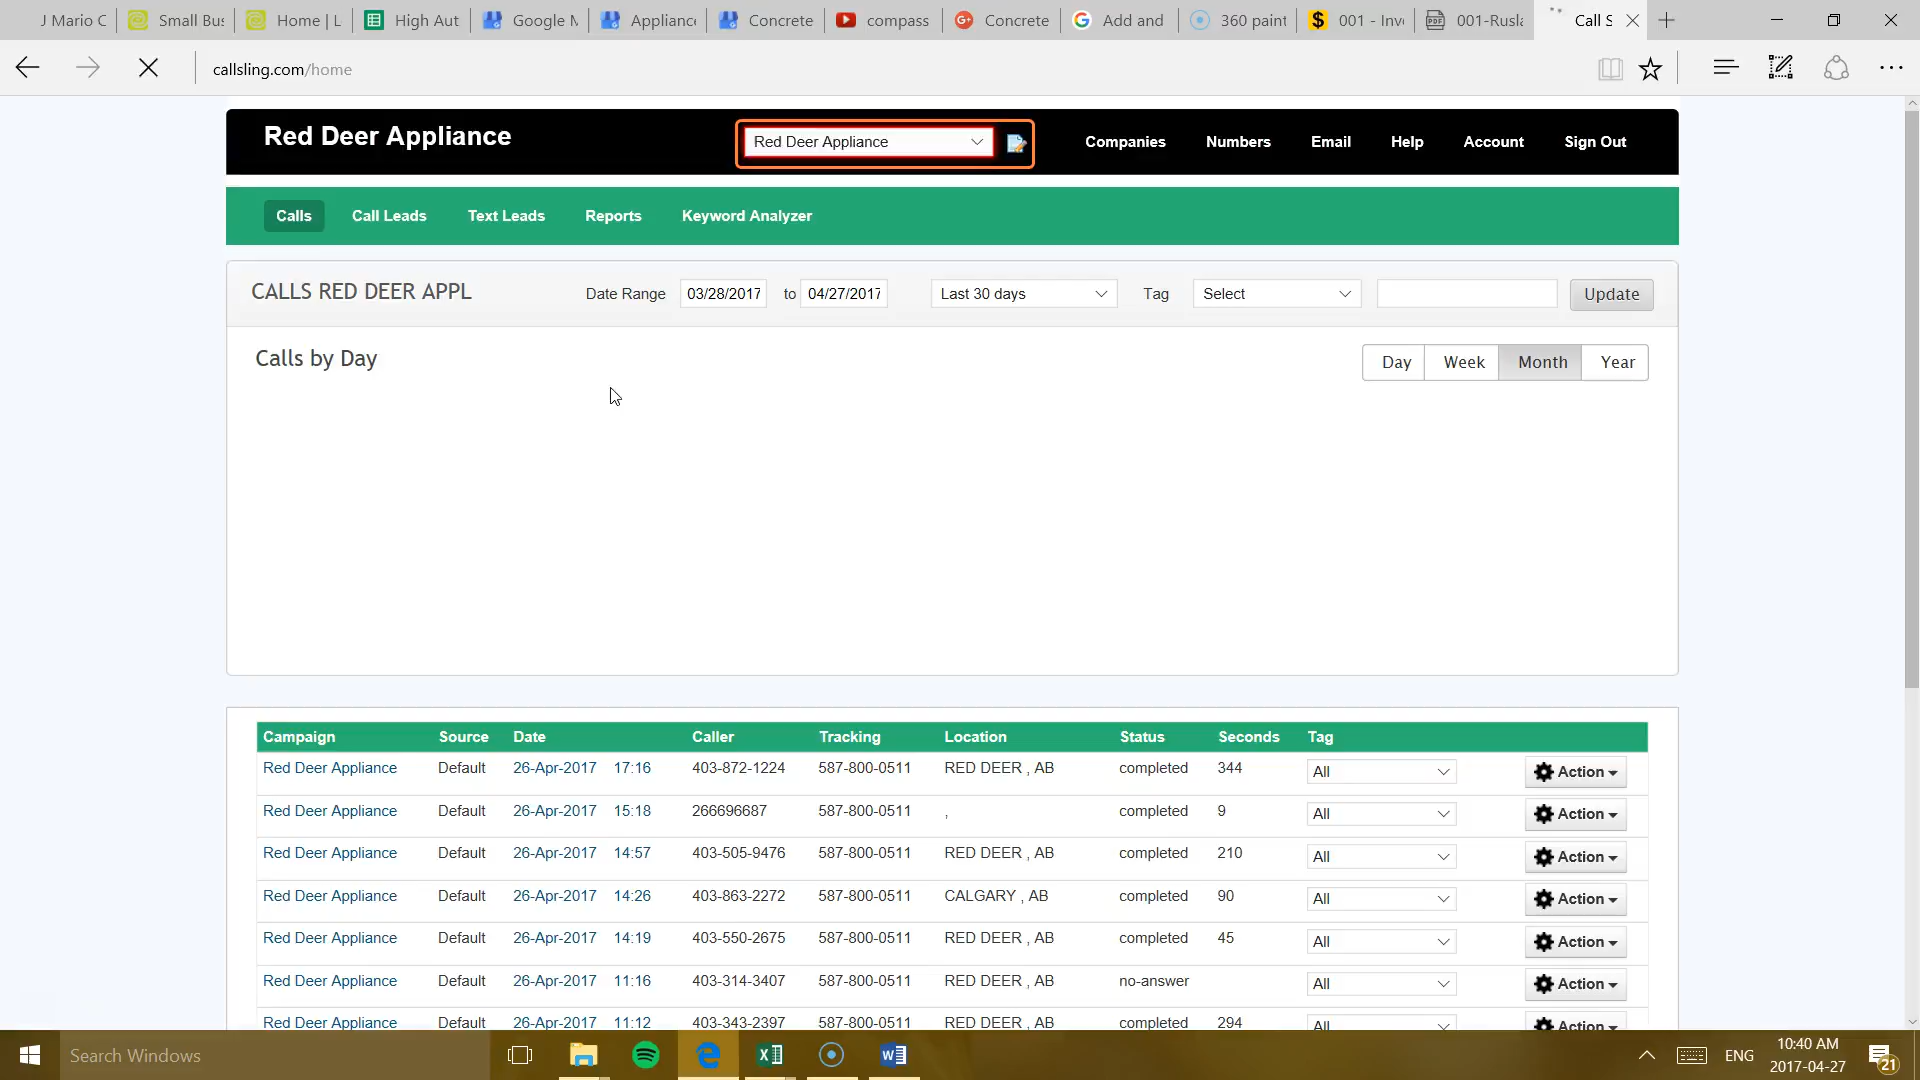 J Mario C Small Bus Home | L High Aut Google M Appliance Concrete compass Concrete Add and 360 paint 001 - Inv 001-Rusla Call S
callsling.com/home
Red Deer Appliance Red Deer Appliance Companies Numbers Email Help Account Sign Out
Calls Call Leads Text Leads Reports Keyword Analyzer
CALLS RED DEER APPL Date Range 03/28/2017 to 04/27/2017 Last 30 days Tag Select Update
Calls by Day Day Week Month Year
Campaign Source Date Caller Tracking Location Status Seconds Tag
Red Deer Appliance Default 26-Apr-2017 17:16 403-872-1224 587-800-0511 RED DEER , AB completed 344 All Action
Red Deer Appliance Default 26-Apr-2017 15:18 266696687 587-800-0511 , completed 9 All Action
Red Deer Appliance Default 26-Apr-2017 14:57 403-505-9476 587-800-0511 RED DEER , AB completed 210 All Action
Red Deer Appliance Default 26-Apr-2017 14:26 403-863-2272 587-800-0511 CALGARY , AB completed 90 All Action
Red Deer Appliance Default 26-Apr-2017 14:19 403-550-2675 587-800-0511 RED DEER , AB completed 45 All Action
Red Deer Appliance Default 26-Apr-2017 11:16 403-314-3407 587-800-0511 RED DEER , AB no-answer All Action
Red Deer Appliance Default 26-Apr-2017 11:12 403-343-2397 587-800-0511 RED DEER , AB completed 294 All Action
Search Windows ENG 10:40 AM
2017-04-27 21